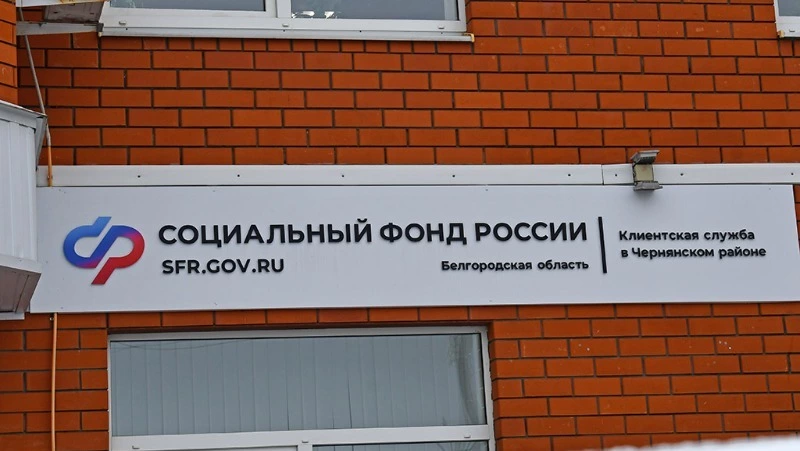 СОЦИАЛЬНЫЙ ФОНД РОССИИ
SFR.GOV.RU
Белгородская область
Клиентская служба
в Чернянском районе